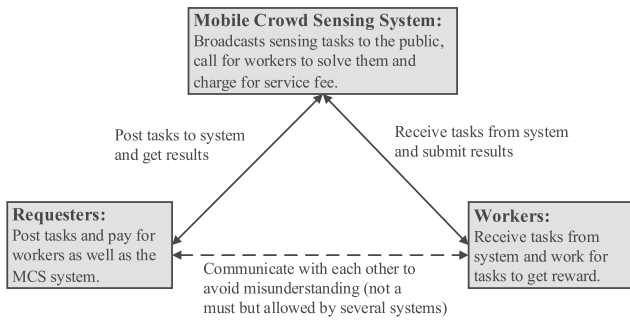 Mobile Crowd Sensing System:
Broadcasts sensing tasks to the public,
call for workers to solve them and
charge for service fee.
Post tasks to system
and get results
Receive tasks from system
and submit results
Requesters:
Post tasks and pay for
workers as well as the
MCS system.
Workers:
Receive tasks from
system and work for
tasks to get reward.
Communicate with each other to
avoid misunderstanding (not a
must but allowed by several systems)